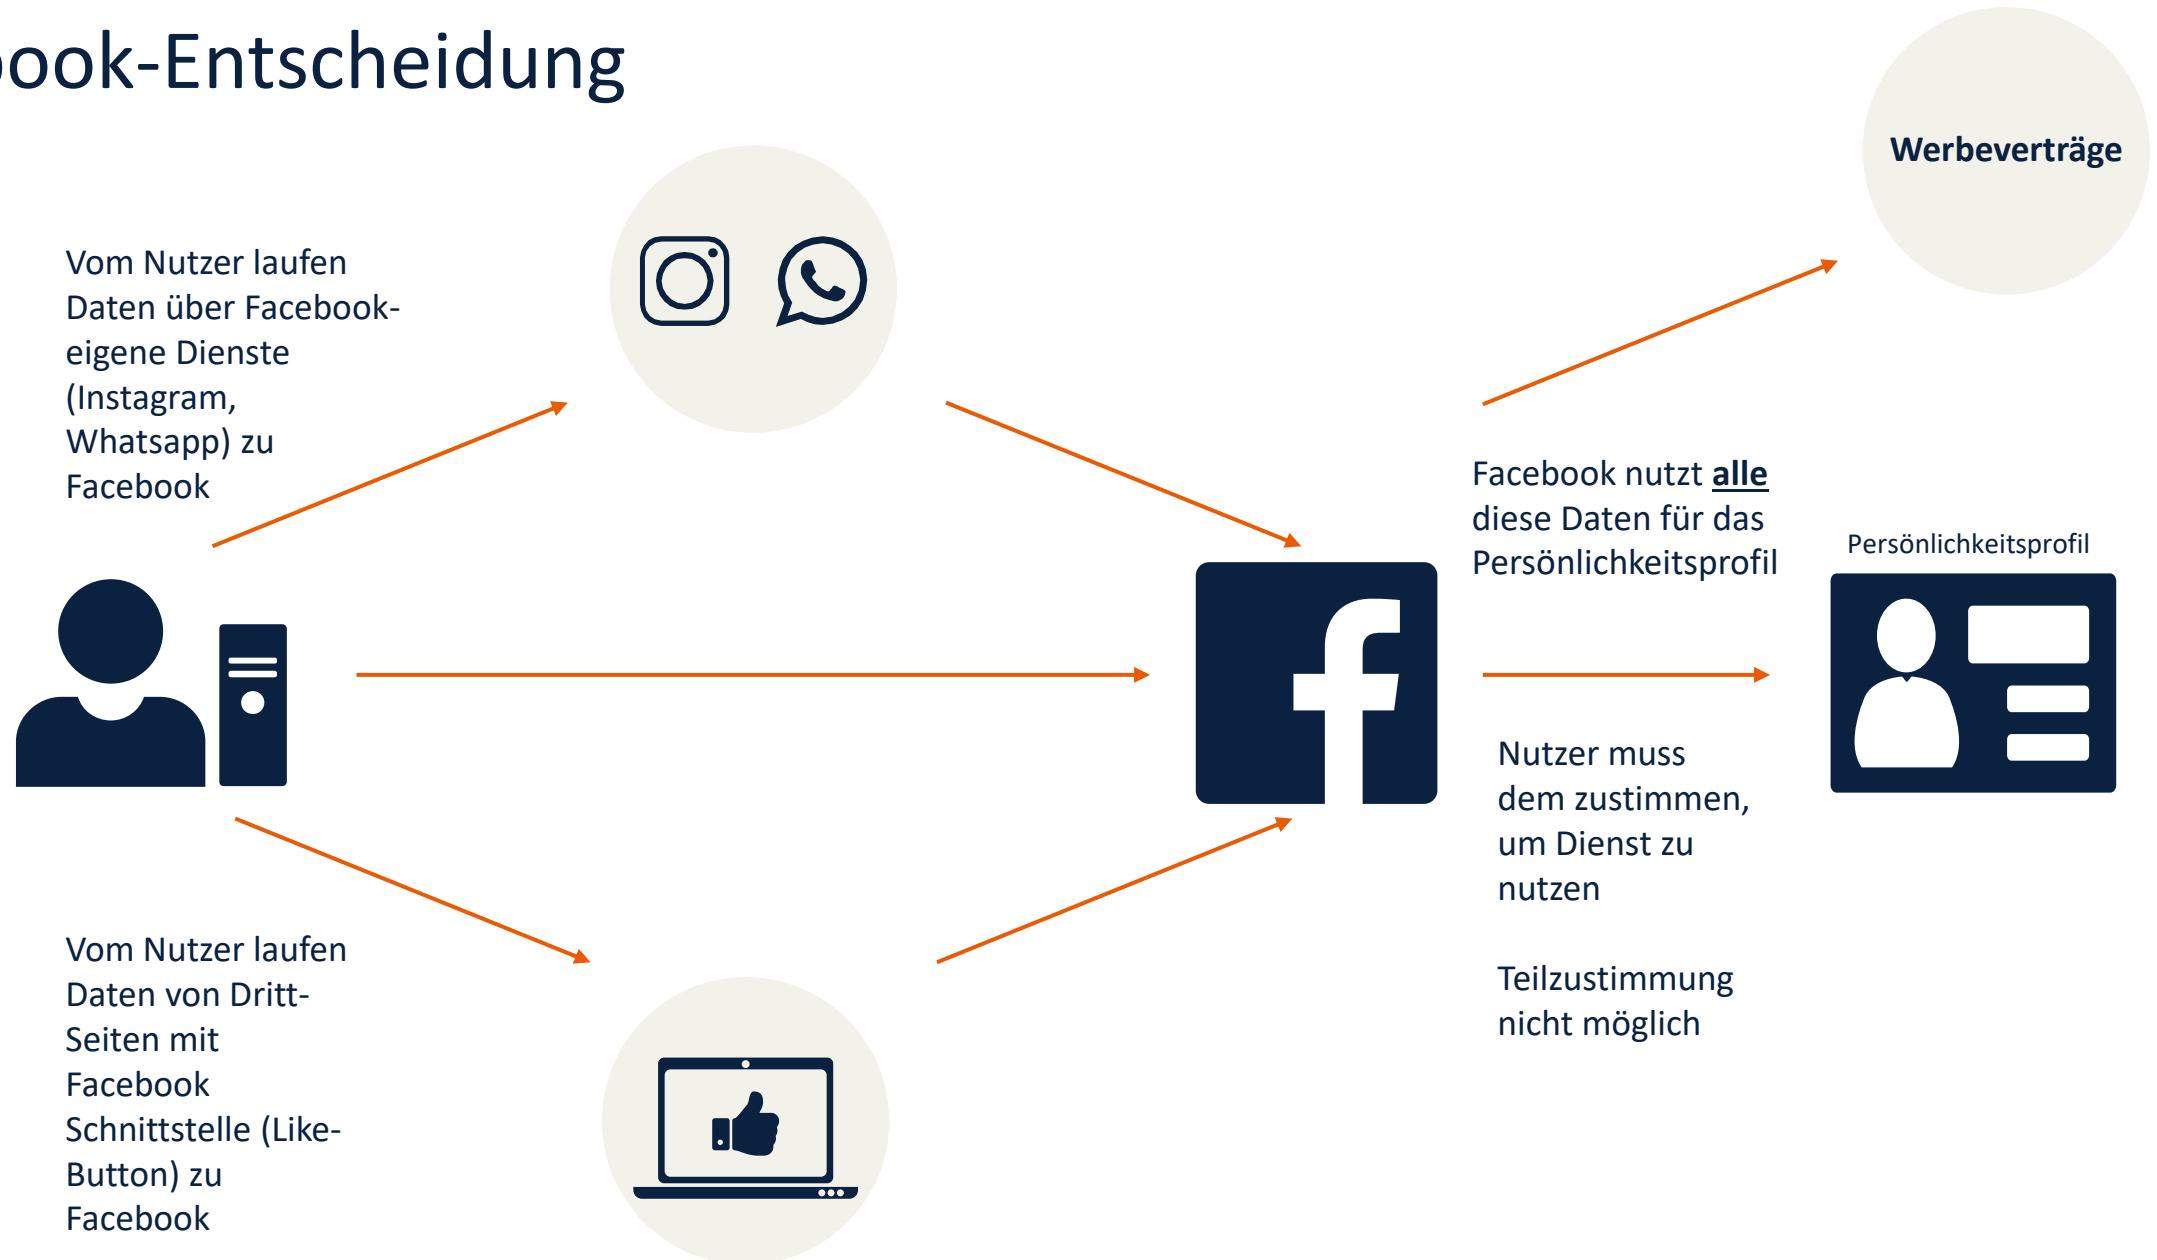 ook-Entscheidung
Werbeverträge
Vom Nutzer laufen
Daten über Facebook-
eigene Dienste
(Instagram,
Whatsapp) zu
Facebook
Facebook nutzt alle
diese Daten für das
Persönlichkeitsprofil
Persönlichkeitsprofil
Nutzer muss
dem zustimmen,
um Dienst zu
nutzen
Teilzustimmung
nicht möglich
Vom Nutzer laufen
Daten von Dritt-
Seiten mit
Facebook
Schnittstelle (Like-
Button) zu
Facebook